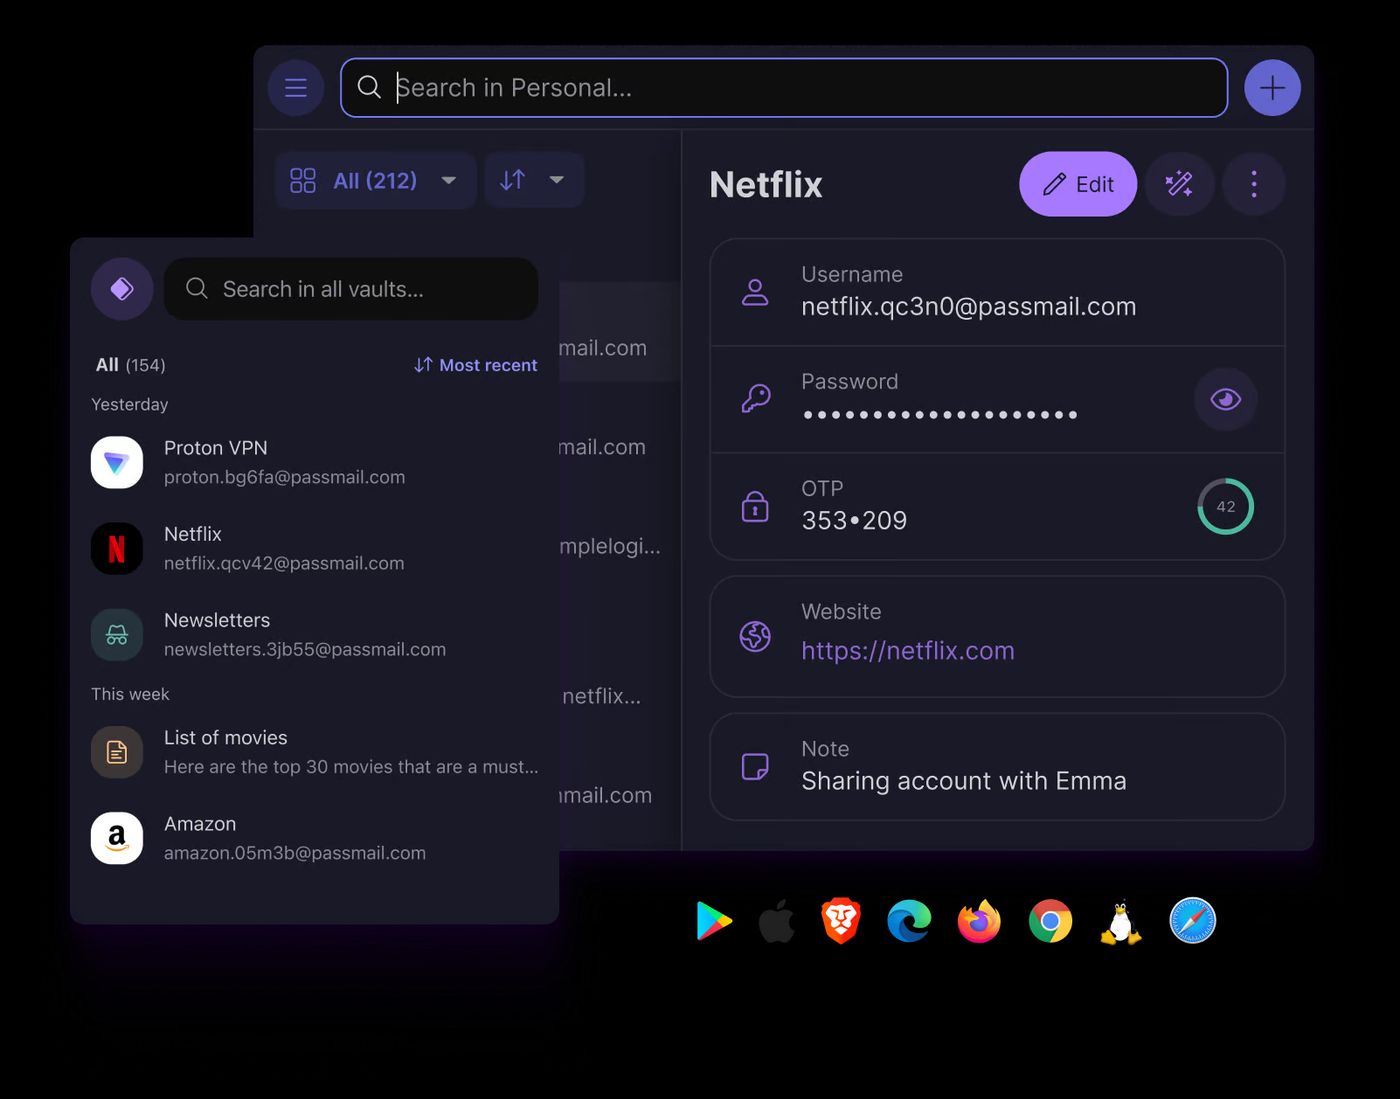 Search in Personal...
All (212)
Netflix
Edit
Username
netflix.qc3n0@passmail.com
Password
OTP
353•209
42
Website
https://netflix.com
Note
Sharing account with Emma
mail.com
mail.com
mplelogi...
netflix...
mail.com
Search in all vaults...
All (154)
Most recent
Yesterday
Proton VPN
proton.bg6fa@passmail.com
Netflix
netflix.qcv42@passmail.com
Newsletters
newsletters.3jb55@passmail.com
This week
List of movies
Here are the top 30 movies that are a must...
Amazon
amazon.05m3b@passmail.com